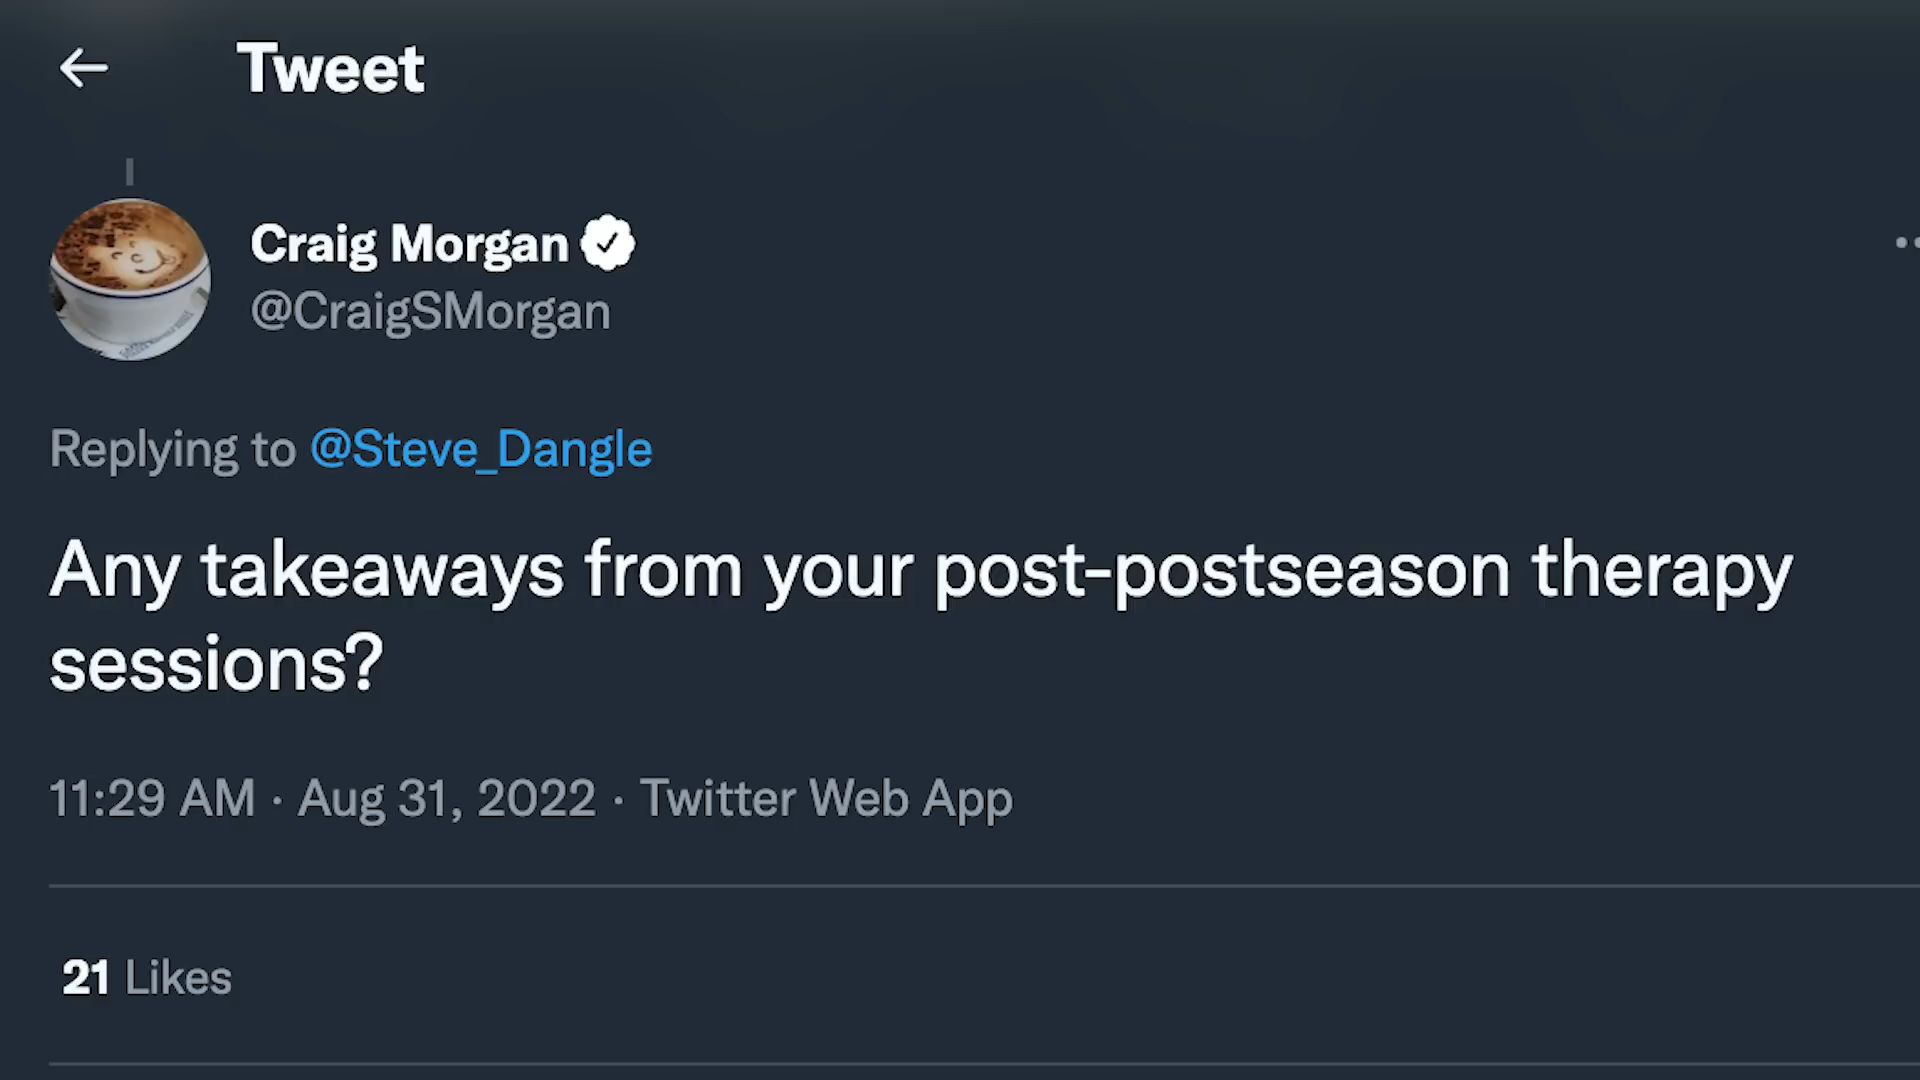 Tweet
Craig Morgan
@CraigSMorgan
Replying to @Steve_Dangle
Any takeaways from your post-postseason therapy
sessions?
11:29 AM · Aug 31, 2022 · Twitter Web App
21 Likes